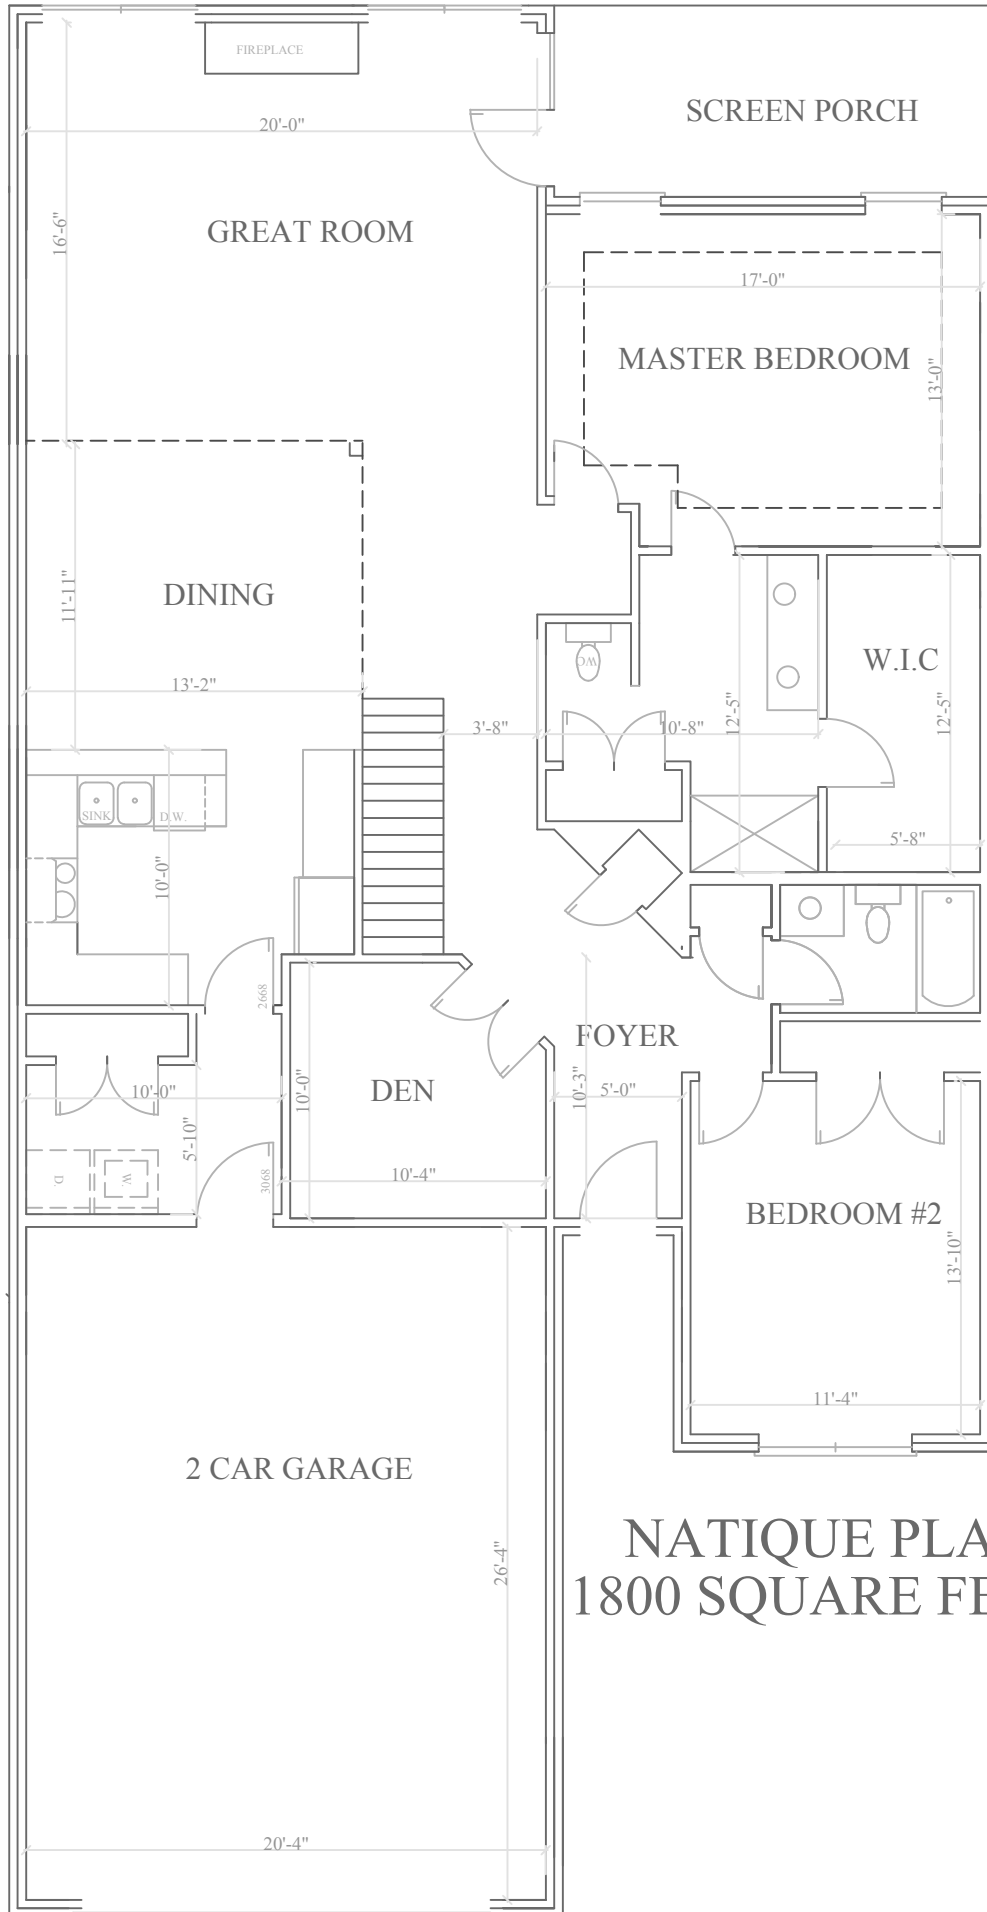 FIREPLACE
SCREEN PORCH
20'-0"
16'-6"
GREAT ROOM
17'-0"
MASTER BEDROOM
13'-0"
11'-11"
DINING
WC
W.I.C
13'-2"
3'-8"
10'-8"
12'-5"
12'-5"
SINK
D.W.
10'-0"
5'-8"
2668
FOYER
10'-3"
DEN
10'-0"
10'-0"
5'-0"
5'-10"
10'-4"
D.
W.
3068
BEDROOM #2
13'-10"
11'-4"
2 CAR GARAGE
26'-4"
20'-4"
NATIQUE PLA
1800 SQUARE FE